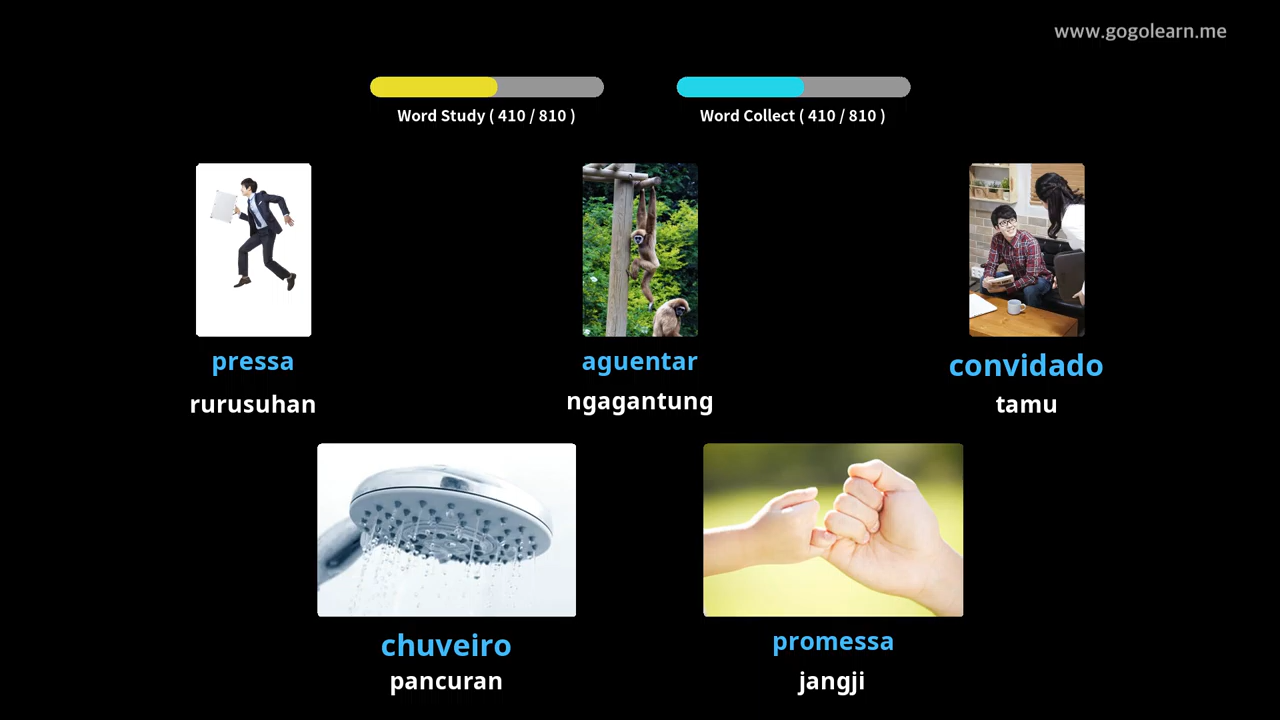 www.gogolearn.me
Word Study ( 410 / 810 )
Word Collect ( 410 / 810 )
pressa
aguentar
convidado
rurusuhan
ngagantung
tamu
chuveiro
promessa
pancuran
jangji